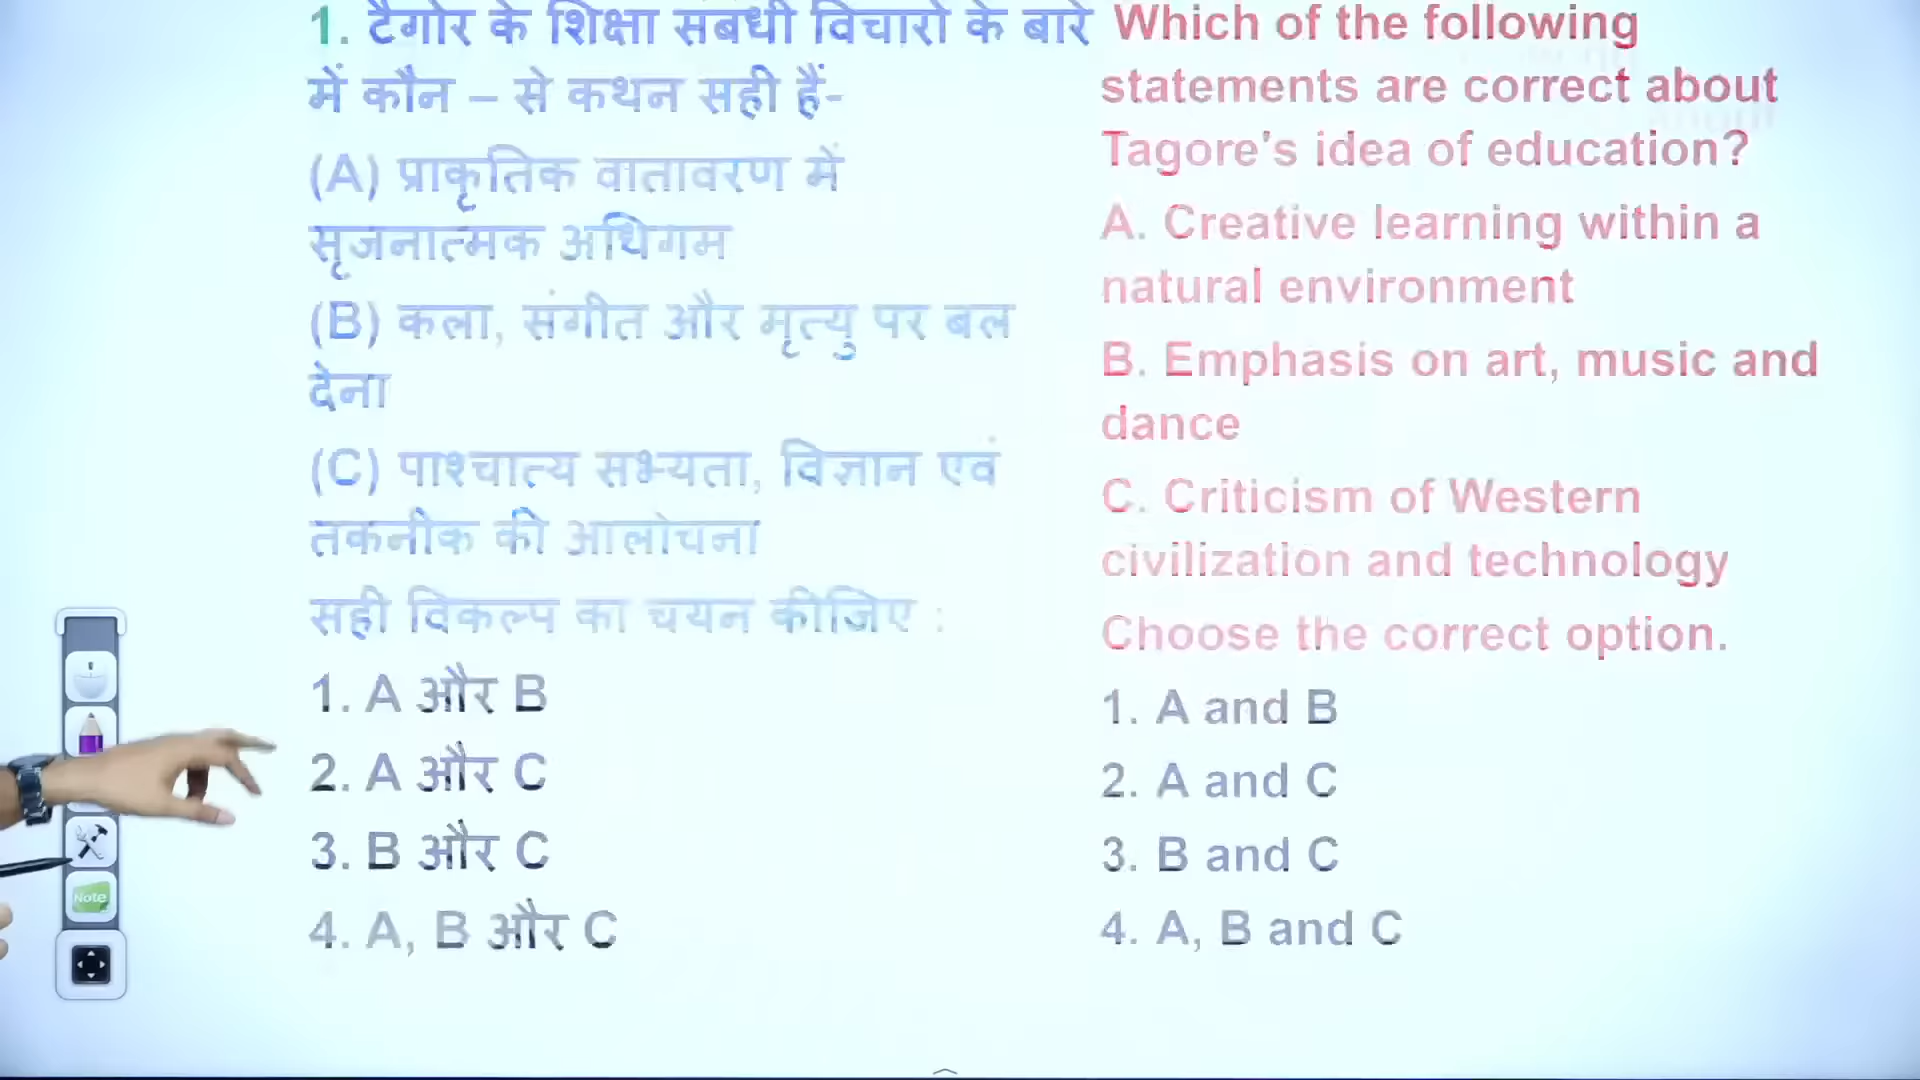 1. टैगोर के शिक्षा संबंधी विचारों के बारे
में कौन – से कथन सही हैं-
(A) प्राकृतिक वातावरण में
सृजनात्मक अधिगम
(B) कला, संगीत और मृत्यु पर बल
देना
(C) पाश्चात्य सभ्यता, विज्ञान एवं
तकनीक की आलोचना
सही विकल्प का चयन कीजिए :
1. A और B
2. A और C
3. B और C
4. A, B और C
Which of the following
statements are correct about
Tagore's idea of education?
A. Creative learning within a
natural environment
B. Emphasis on art, music and
dance
C. Criticism of Western
civilization and technology
Choose the correct option.
1. A and B
2. A and C
3. B and C
4. A, B and C
Note